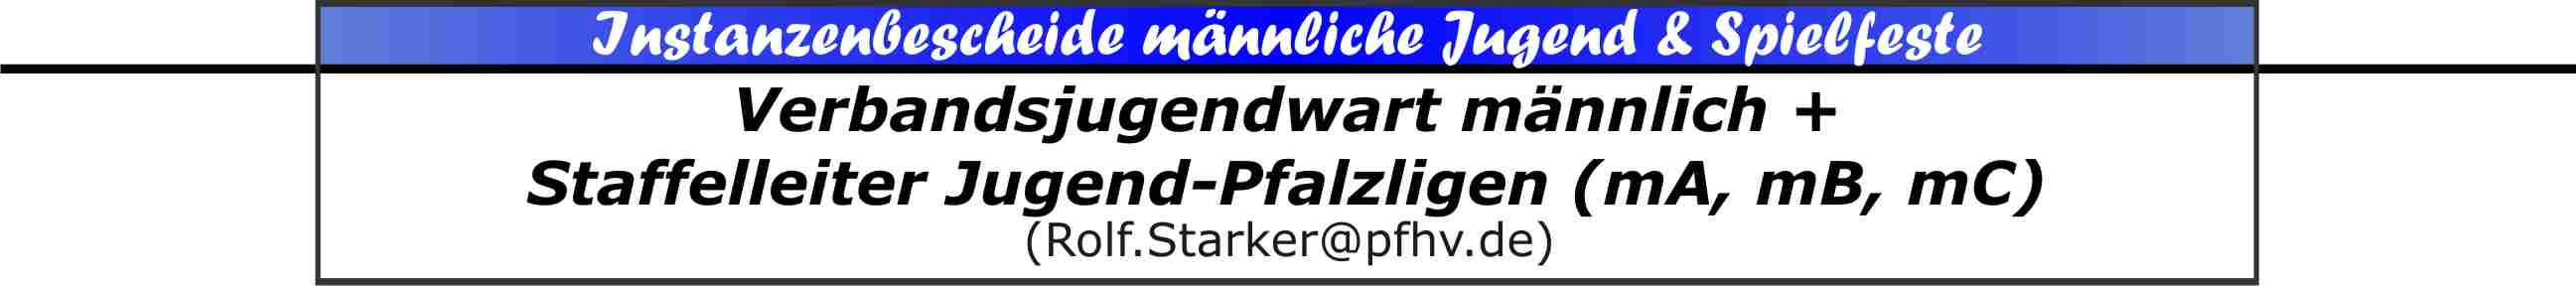 Instanzenbescheide männliche Jugend & Spielfeste
Verbandsjugendwart männlich +
Staffelleiter Jugend-Pfalzligen (mA, mB, mC)
(Rolf.Starker@pfhv.de)